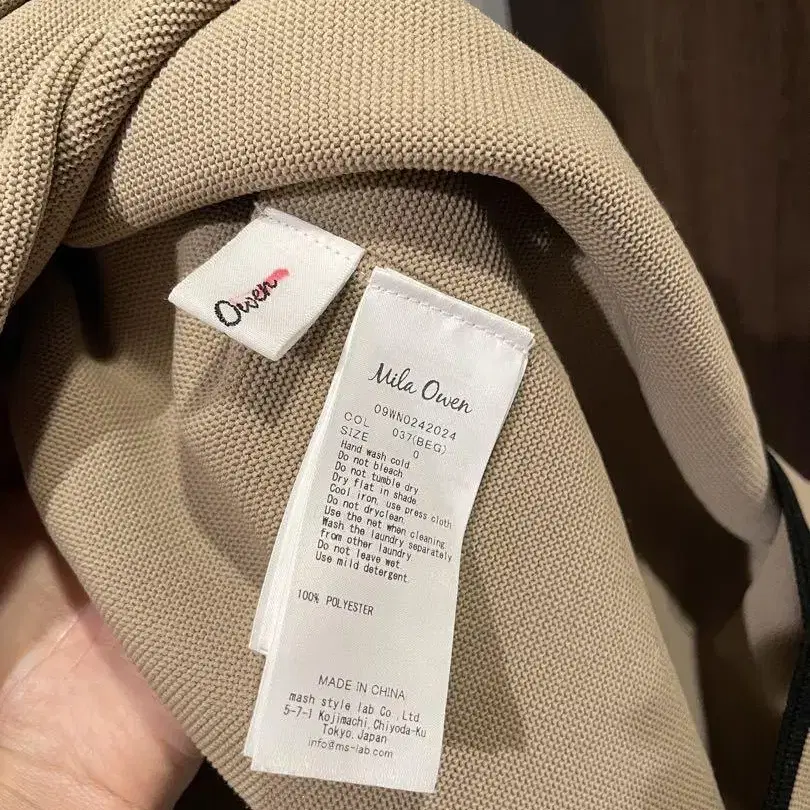 Owen
Mila Owen
09WN0242024
COL 037(BEG)
SIZE 0
Hand wash cold
Do not bleach
Do not tumble dry
Dry flat in shade
Cool iron, use press cloth
Do not dryclean
Use the net when cleaning
Wash the laundry separately
from other laundry
Do not leave wet.
Use mild detergent.
100% POLYESTER
MADE IN CHINA
mash style lab Co.,Ltd.
5-7-1 Kojimachi,Chiyoda-Ku
Tokyo,Japan
info@ms-lab.com